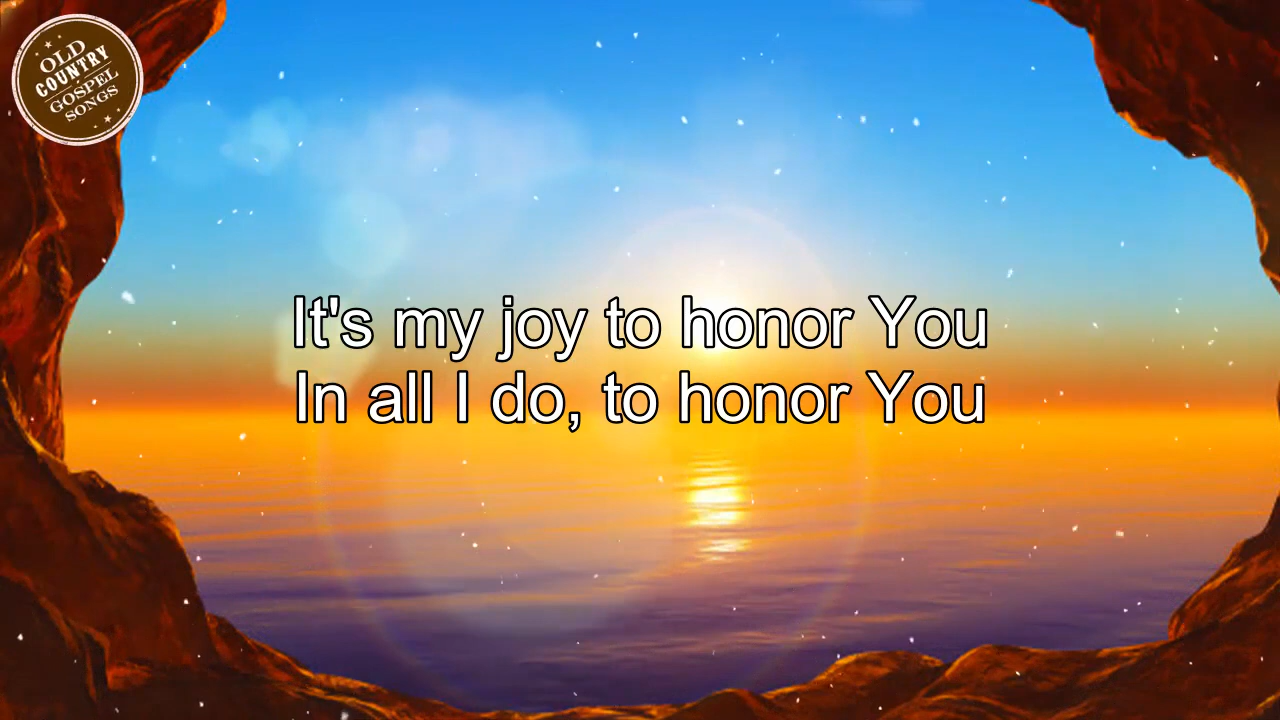 OLD
COUNTRY
GOSPEL
SONGS
It's my joy to honor You
In all I do, to honor You